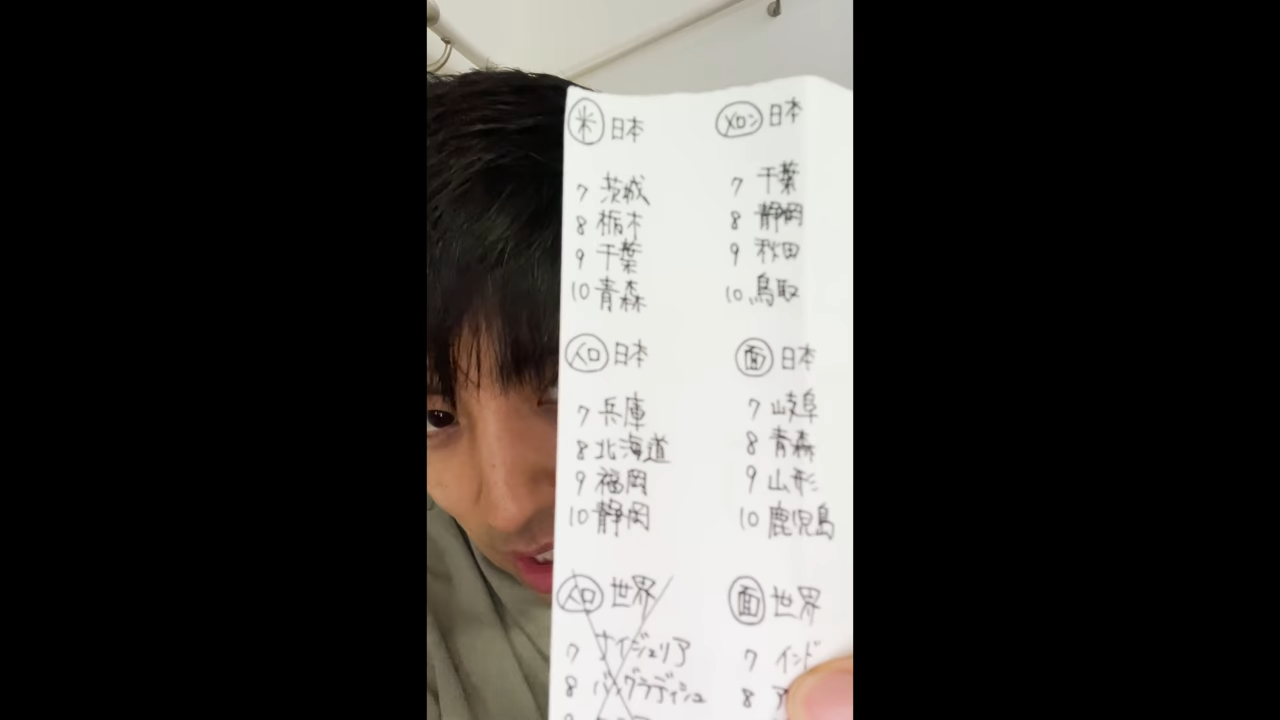 米 日本
7 茨城
8 栃木
9 千葉
10 青森
メロン 日本
7 千葉
8 静岡
9 秋田
10 鳥取
人口 日本
7 兵庫
8 北海道
9 福岡
10 静岡
面 日本
7 岐阜
8 青森
9 山形
10 鹿児島
人口 世界
7 ナイジェリア
8 バングラディシュ
面 世界
7 インド
8 ア